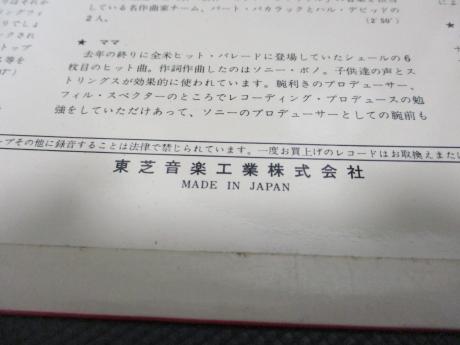 している名作曲家チーム、バート・バカラックとハル・デビッドの
2人。
(2'50")
★ ママ
去年の終りに全米ヒット・パレードに登場していたシェールの6
枚目のヒット曲。作詞作曲したのはソニー・ボノ。子供達の声とス
トリングスが効果的に使われています。腕利きのプロデューサー、
フィル・スペクターのところでレコーディング・プロデュースの勉
強をしていただけあって、ソニーのプロデューサーとしての腕前も
トップ
プその他に録音することは法律で禁じられています。一度お買上げのレコードはお取換えまたい
東芝音楽工業株式会社
MADE IN JAPAN